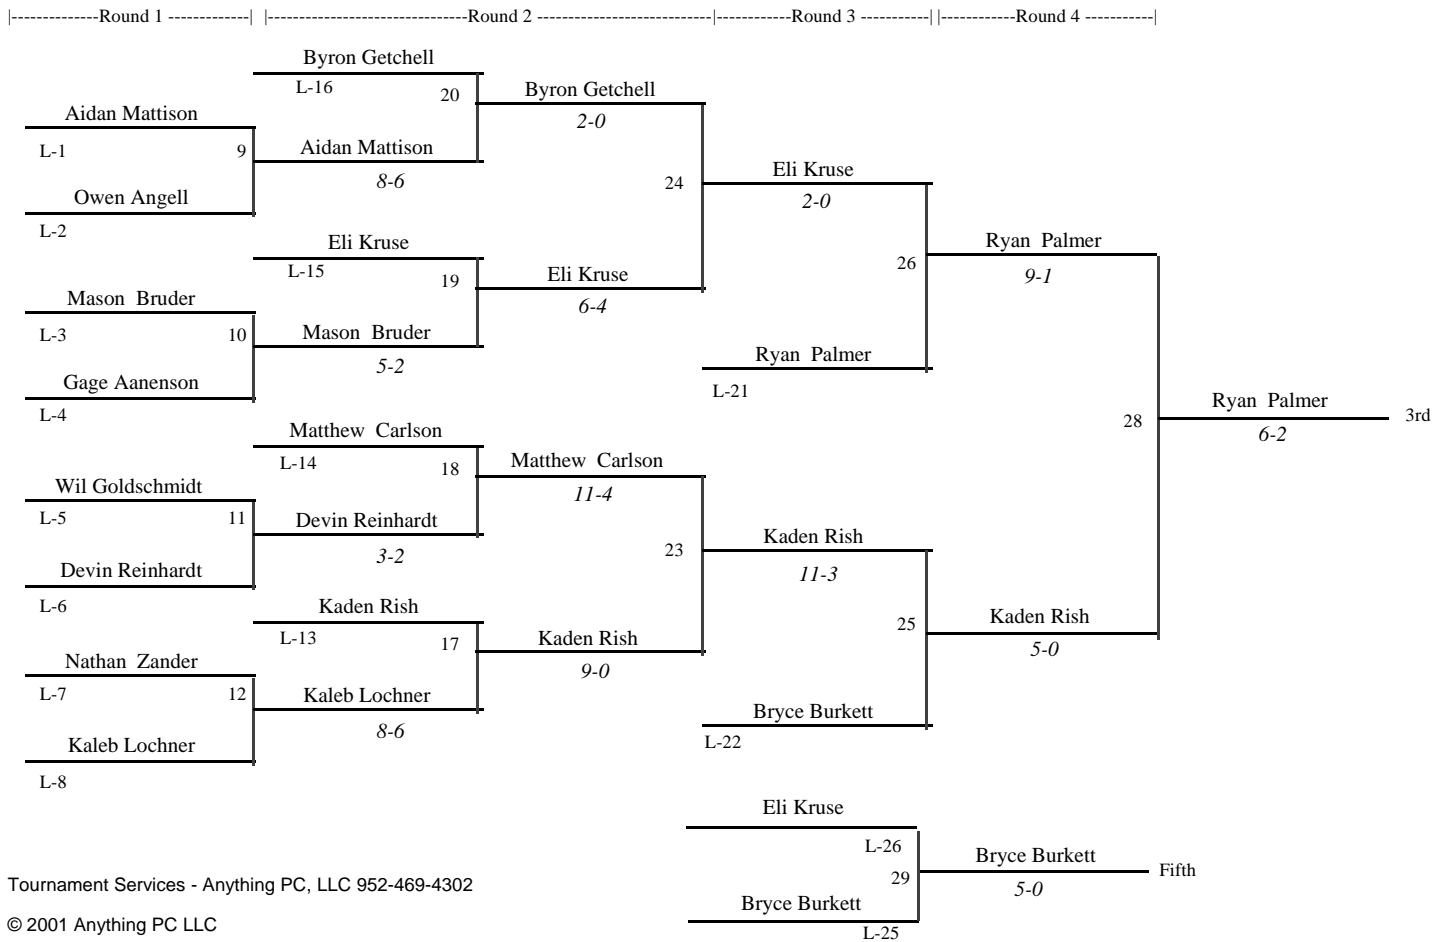 |--------------Round 1 -------------| |------------------------------Round 2 --------------------------|-----------Round 3 ----------| |-----------Round 4 ----------|
Byron Getchell
L-16
20
Byron Getchell
2-0
Aidan Mattison
L-1
9
Aidan Mattison
8-6
Owen Angell
L-2
24
Eli Kruse
2-0
Eli Kruse
L-15
19
Eli Kruse
6-4
Mason Bruder
L-3
10
Mason Bruder
5-2
Gage Aanenson
L-4
26
Ryan Palmer
9-1
Ryan Palmer
L-21
28
Ryan Palmer
6-2
3rd
Matthew Carlson
L-14
18
Matthew Carlson
11-4
Wil Goldschmidt
L-5
11
Devin Reinhardt
3-2
Devin Reinhardt
L-6
23
Kaden Rish
11-3
Kaden Rish
L-13
17
Kaden Rish
9-0
Nathan Zander
L-7
12
Kaleb Lochner
8-6
Kaleb Lochner
L-8
25
Kaden Rish
5-0
Bryce Burkett
L-22
Eli Kruse
L-26
29
Bryce Burkett
5-0
Fifth
Bryce Burkett
L-25
Tournament Services - Anything PC, LLC 952-469-4302
© 2001 Anything PC LLC